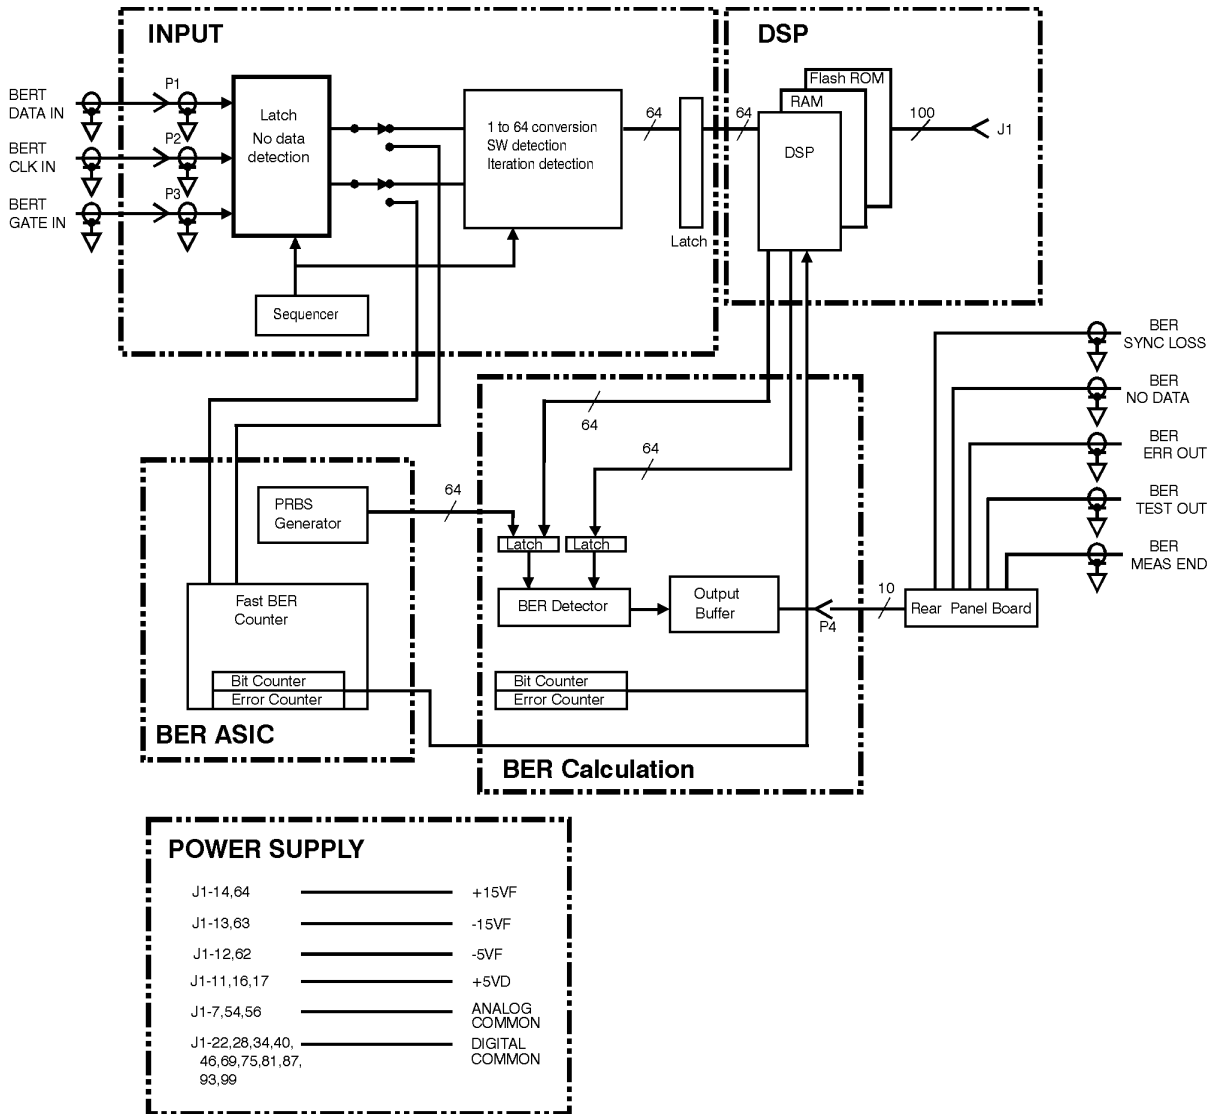 INPUT
DSP
BERT
DATA IN
P1
BERT
CLK IN
P2
BERT
GATE IN
P3
Latch
No data
detection
1 to 64 conversion
SW detection
Iteration detection
64
Latch
64
Flash ROM
RAM
DSP
100
J1
Sequencer
BER
SYNC LOSS
BER
NO DATA
BER
ERR OUT
BER
TEST OUT
BER
MEAS END
64
64
PRBS
Generator
64
Latch
Latch
BER Detector
Output
Buffer
P4
10
Rear Panel Board
Fast BER
Counter
Bit Counter
Error Counter
BER ASIC
Bit Counter
Error Counter
BER Calculation
POWER SUPPLY
J1-14,64
+15VF
J1-13,63
-15VF
J1-12,62
-5VF
J1-11,16,17
+5VD
J1-7,54,56
ANALOG
COMMON
J1-22,28,34,40,
46,69,75,81,87,
93,99
DIGITAL
COMMON